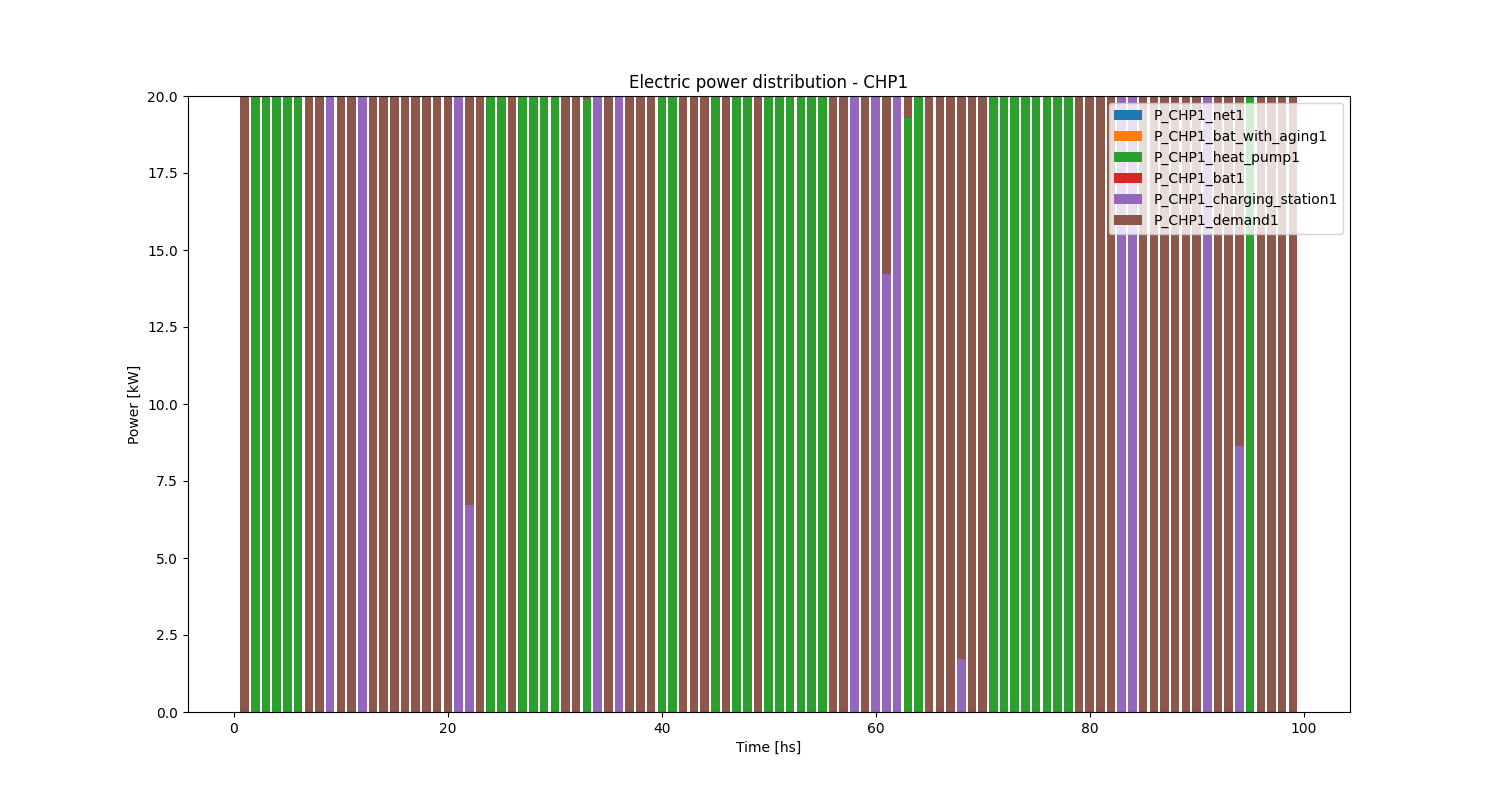 Electric power distribution - CHP1
20.0
17.5
15.0
12.5
10.0
7.5
5.0
2.5
0.0
Power [kW]
P_CHP1_net1
P_CHP1_bat_with_aging1
P_CHP1_heat_pump1
P_CHP1_bat1
P_CHP1_charging_station1
P_CHP1_demand1
0 20 40 60 80 100
Time [hs]